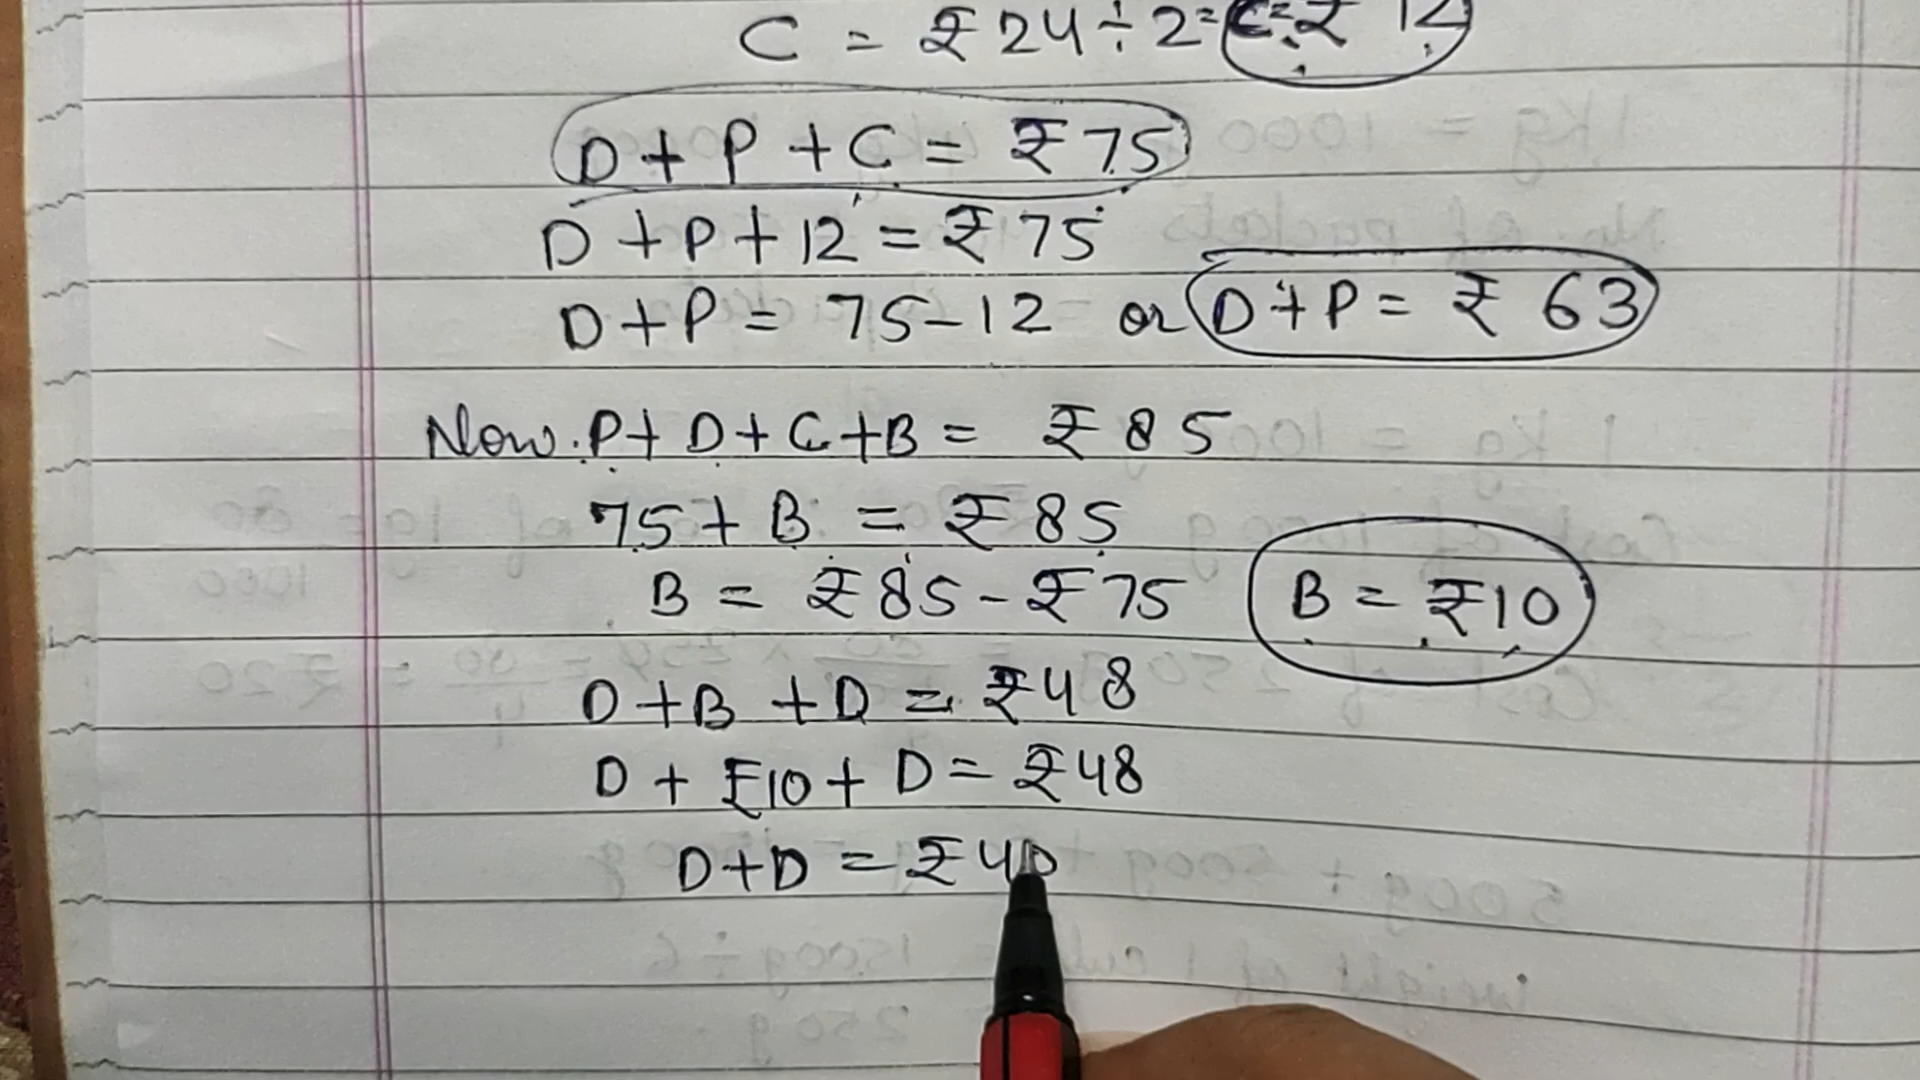 C = ₹24÷2= C=₹ 12
D + P + C = ₹75
D + P + 12 = ₹75
D + P = 75-12 or D+P = ₹ 63
Now P + D + C + B = ₹85
75 + B = ₹85
B = ₹85 - ₹75 B = ₹10
D + B + D = ₹48
D + ₹10 + D = ₹48
D+D = ₹40